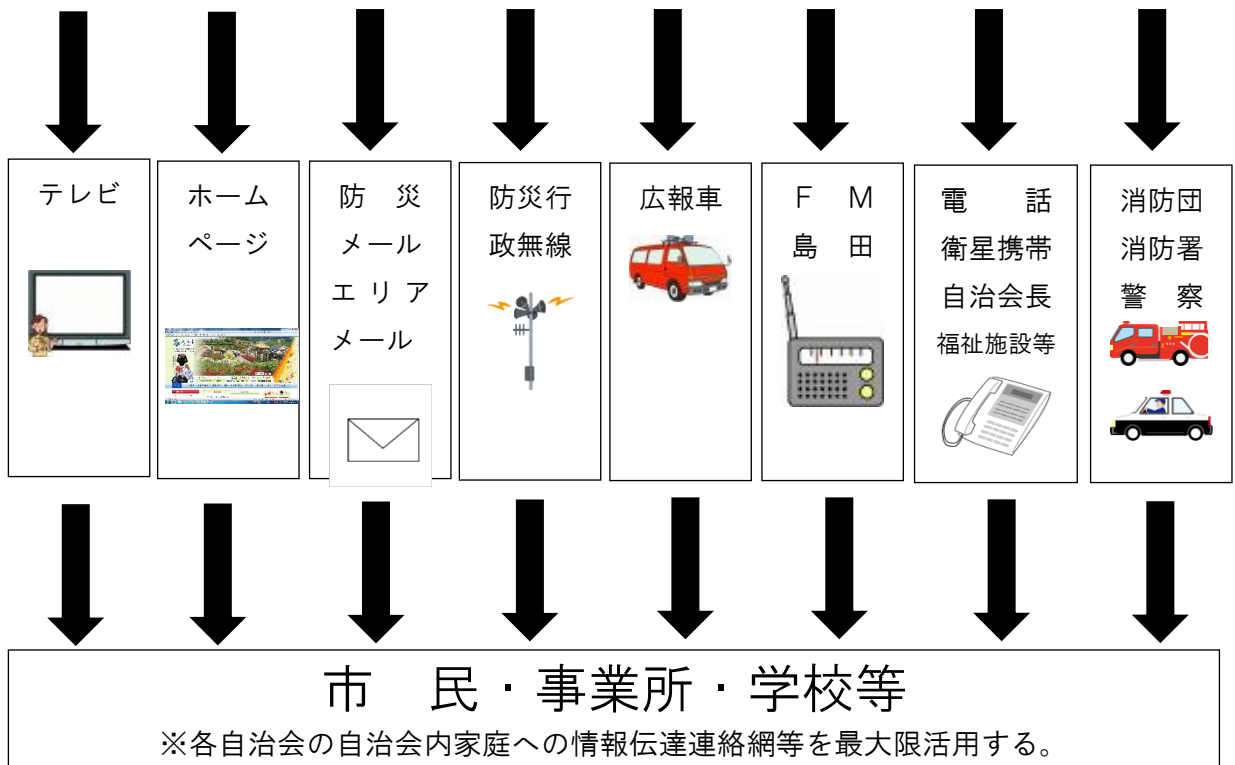 テレビ
ホーム
ページ
防　災
メール
エ リ ア
メール
防災行
政無線
広報車
Ｆ　Ｍ
島　田
電　　話
衛星携帯
自治会長
福祉施設等
消防団
消防署
警　察
市　民・事業所・学校等
※各自治会の自治会内家庭への情報伝達連絡網等を最大限活用する。